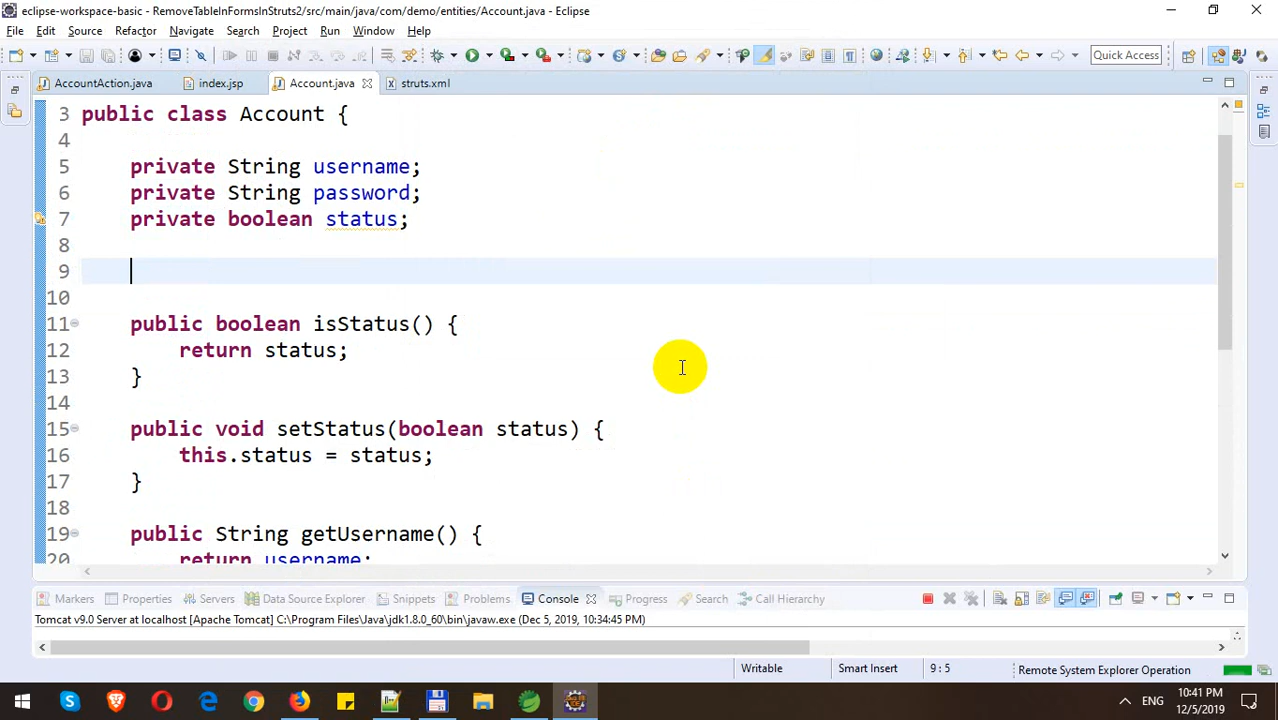 eclipse-workspace-basic - RemoveTableInFormsInStruts2/src/main/java/com/demo/entities/Account.java - Eclipse
File Edit Source Refactor Navigate Search Project Run Window Help
Quick Access
AccountAction.java index.jsp Account.java struts.xml
3 public class Account {
4
5 private String username;
6 private String password;
7 private boolean status;
8
9
10
11 public boolean isStatus() {
12 return status;
13 }
14
15 public void setStatus(boolean status) {
16 this.status = status;
17 }
18
19 public String getUsername() {
20 return username;
Markers Properties Servers Data Source Explorer Snippets Problems Console Progress Search Call Hierarchy
Tomcat v9.0 Server at localhost [Apache Tomcat] C:\Program Files\Java\jdk1.8.0_60\bin\javaw.exe (Dec 5, 2019, 10:34:45 PM)
Writable Smart Insert 9 : 5 Remote System Explorer Operation
ENG 10:41 PM
12/5/2019